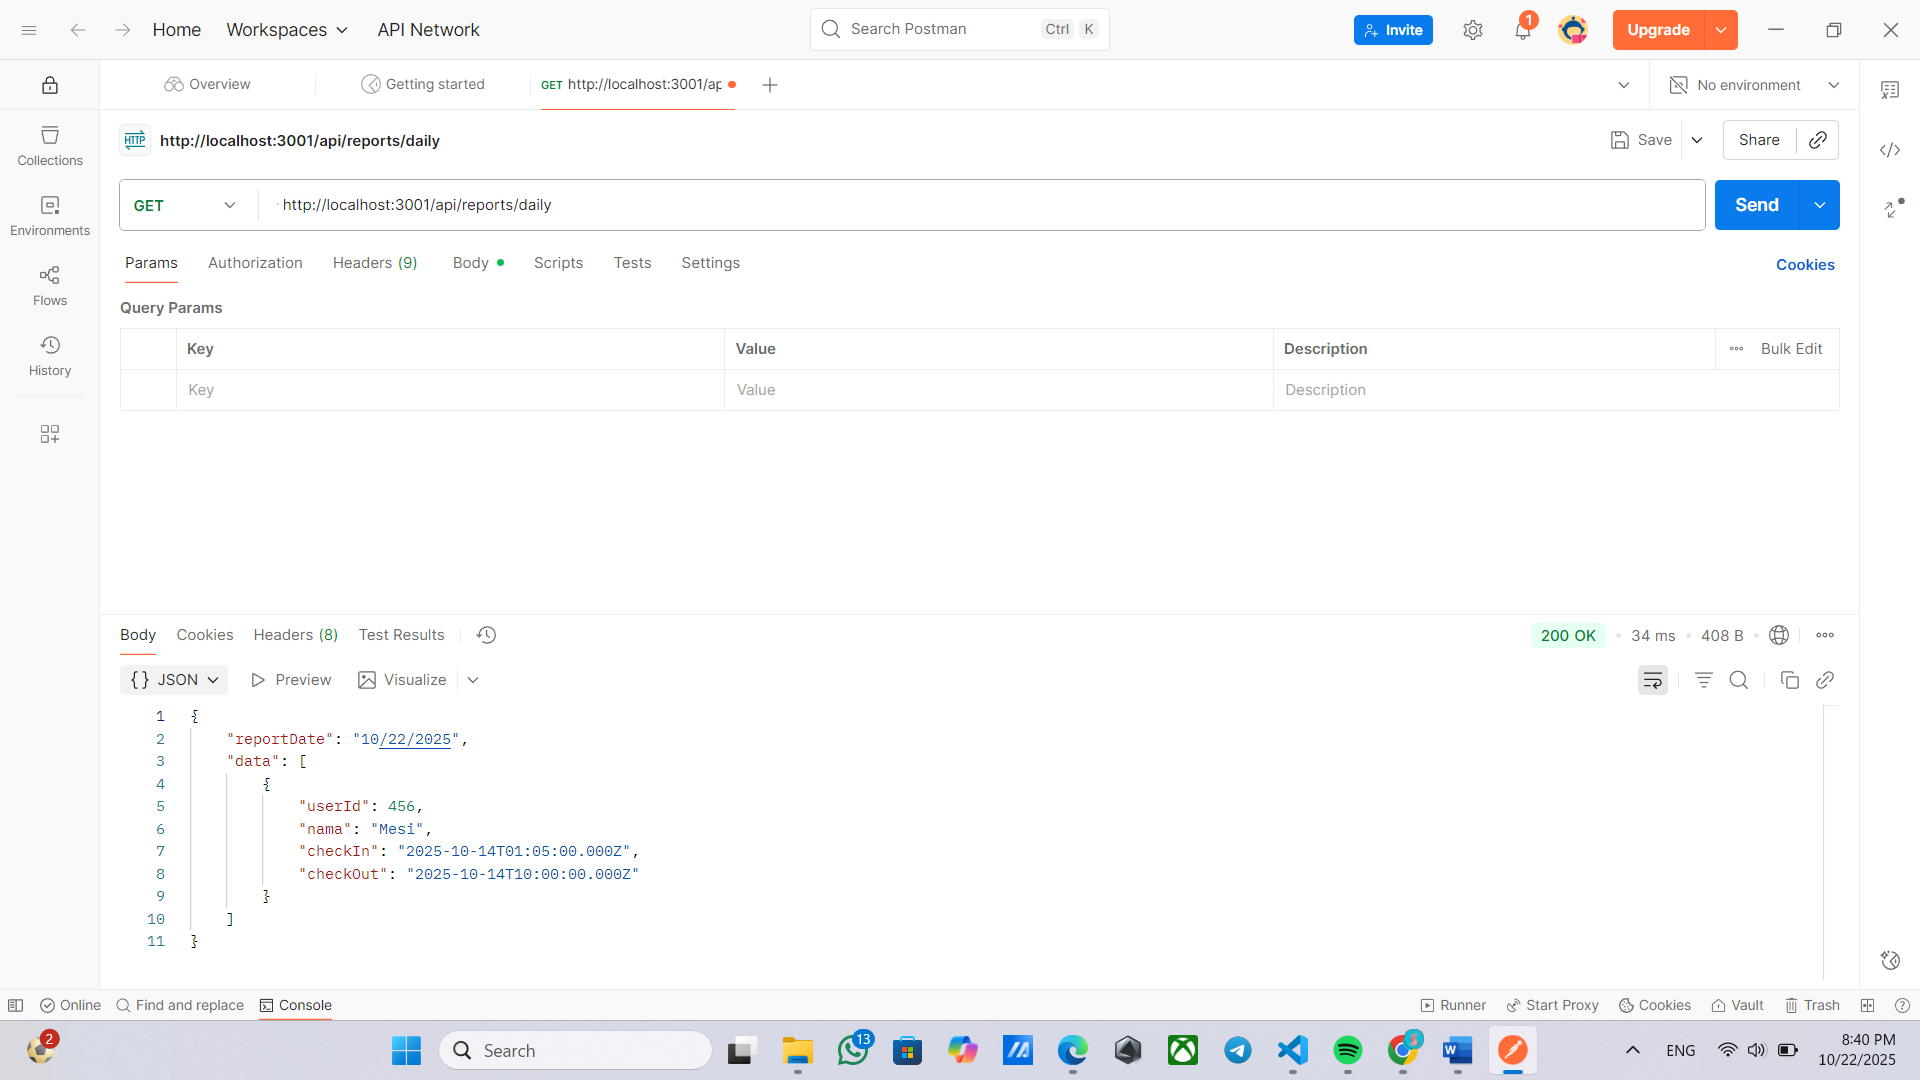 Home Workspaces API Network Search Postman Ctrl K Invite 1 Upgrade
Overview Getting started GET http://localhost:3001/ap No environment
HTTP http://localhost:3001/api/reports/daily Save Share
GET http://localhost:3001/api/reports/daily Send
Params Authorization Headers (9) Body Scripts Tests Settings Cookies
Collections
Environments
Flows
History
Query Params
Key Value Description Bulk Edit
Key Value Description
Body Cookies Headers (8) Test Results 200 OK 34 ms 408 B
{} JSON Preview Visualize
1 {
2 "reportDate": "10/22/2025",
3 "data": [
4 {
5 "userId": 456,
6 "nama": "Mesi",
7 "checkIn": "2025-10-14T01:05:00.000Z",
8 "checkOut": "2025-10-14T10:00:00.000Z"
9 }
10 ]
11 }
Online Find and replace Console Runner Start Proxy Cookies Vault Trash
2 Search 13 W ENG 8:40 PM
10/22/2025